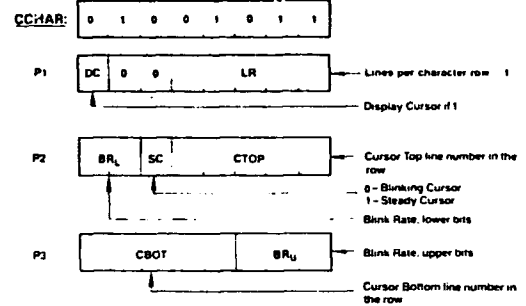 CCHAR: 0 1 0 0 1 0 1 1
P1 DC 0 0 LR Lines per character row 1
Display Cursor if 1
P2 BRL SC CTOP Cursor Top line number in the
row
0 – Blinking Cursor
1 – Steady Cursor
Blink Rate, lower bits
P3 CBOT BRU Blink Rate, upper bits
Cursor Bottom line number in
the row